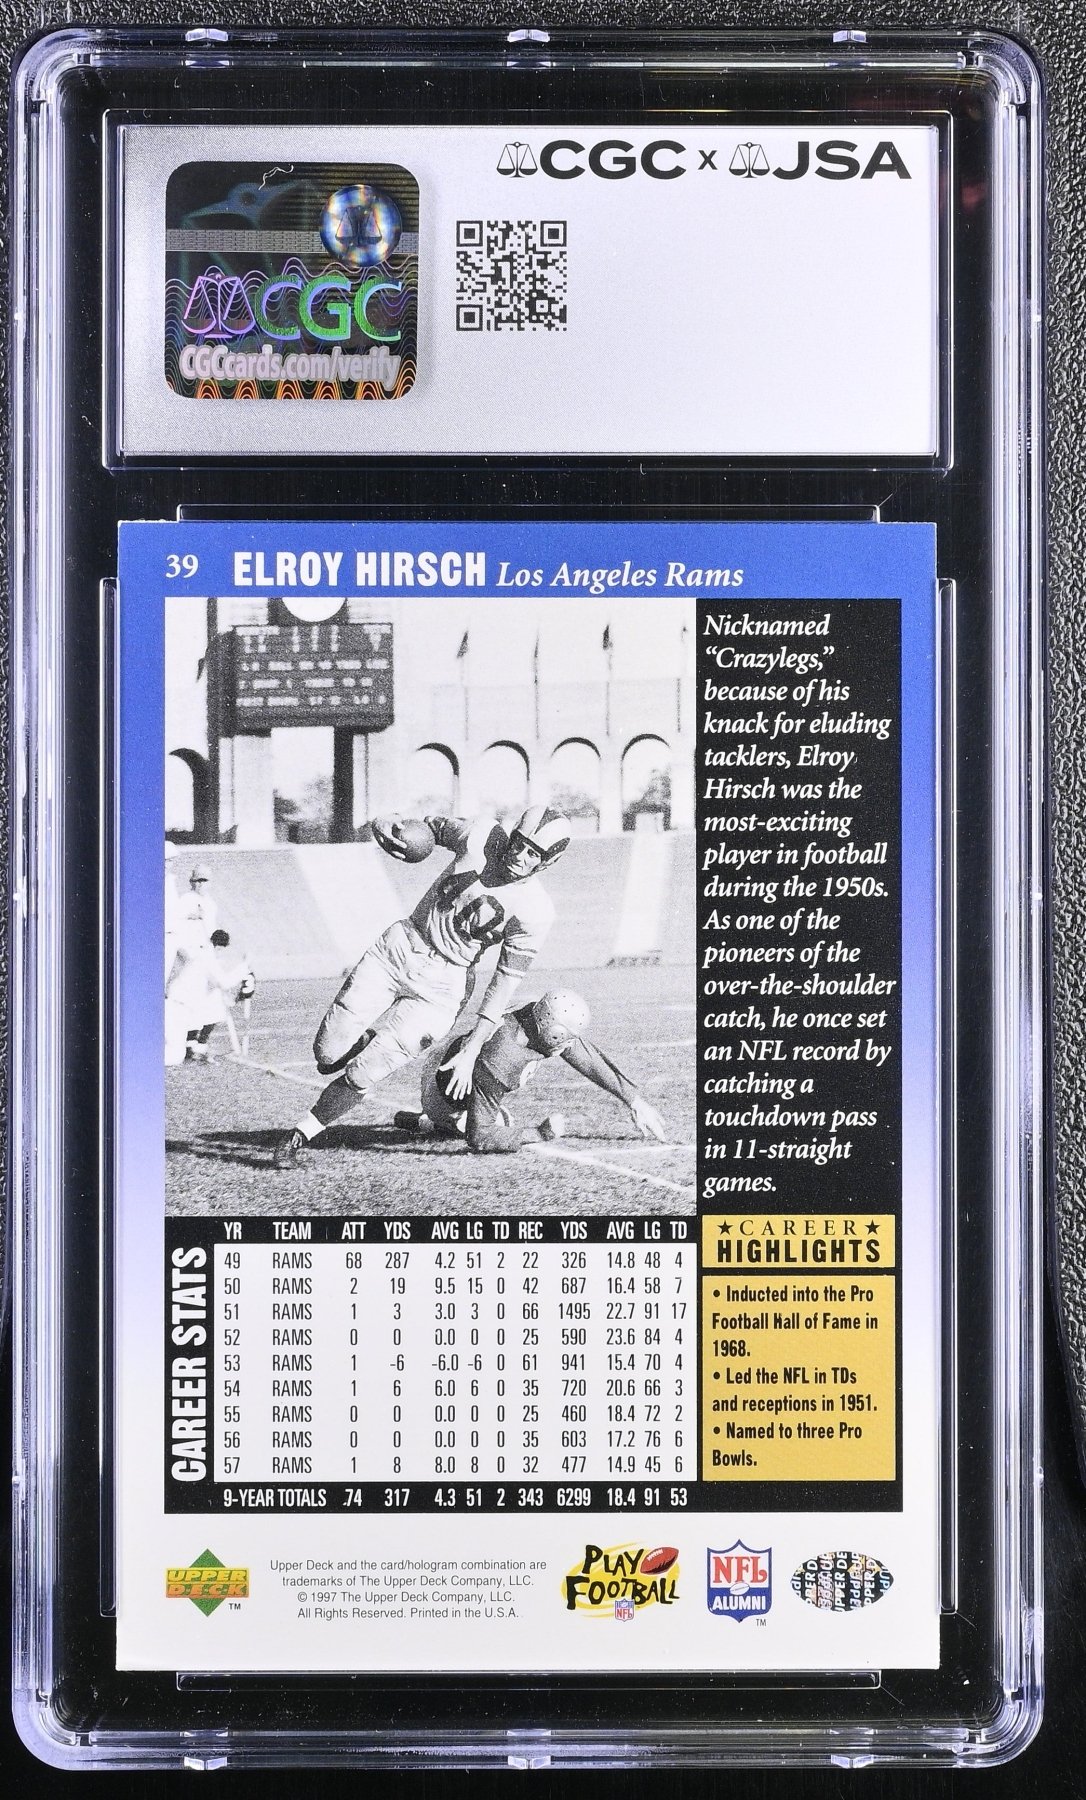 CGC x JSA
CGC
CGCcards.com/verify
39 ELROY HIRSCH Los Angeles Rams
Nicknamed
“Crazylegs,”
because of his
knack for eluding
tacklers, Elroy
Hirsch was the
most-exciting
player in football
during the 1950s.
As one of the
pioneers of the
over-the-shoulder
catch, he once set
an NFL record by
catching a
touchdown pass
in 11-straight
games.
CAREER STATS
YR TEAM ATT YDS AVG LG TD REC YDS AVG LG TD
49 RAMS 68 287 4.2 51 2 22 326 14.8 48 4
50 RAMS 2 19 9.5 15 0 42 687 16.4 58 7
51 RAMS 1 3 3.0 3 0 66 1495 22.7 91 17
52 RAMS 0 0 0.0 0 0 25 590 23.6 84 4
53 RAMS 1 -6 -6.0 -6 0 61 941 15.4 70 4
54 RAMS 1 6 6.0 6 0 35 720 20.6 66 3
55 RAMS 0 0 0.0 0 0 25 460 18.4 72 2
56 RAMS 0 0 0.0 0 0 35 603 17.2 76 6
57 RAMS 1 8 8.0 8 0 32 477 14.9 45 6
9-YEAR TOTALS 74 317 4.3 51 2 343 6299 18.4 91 53
★CAREER★
HIGHLIGHTS
• Inducted into the Pro
Football Hall of Fame in
1968.
• Led the NFL in TDs
and receptions in 1951.
• Named to three Pro
Bowls.
UPPER
DECK
TM
Upper Deck and the card/hologram combination are
trademarks of The Upper Deck Company, LLC.
© 1997 The Upper Deck Company, LLC.
All Rights Reserved. Printed in the U.S.A.
PLAY
FOOTBALL
NFL
NFL
ALUMNI
TM